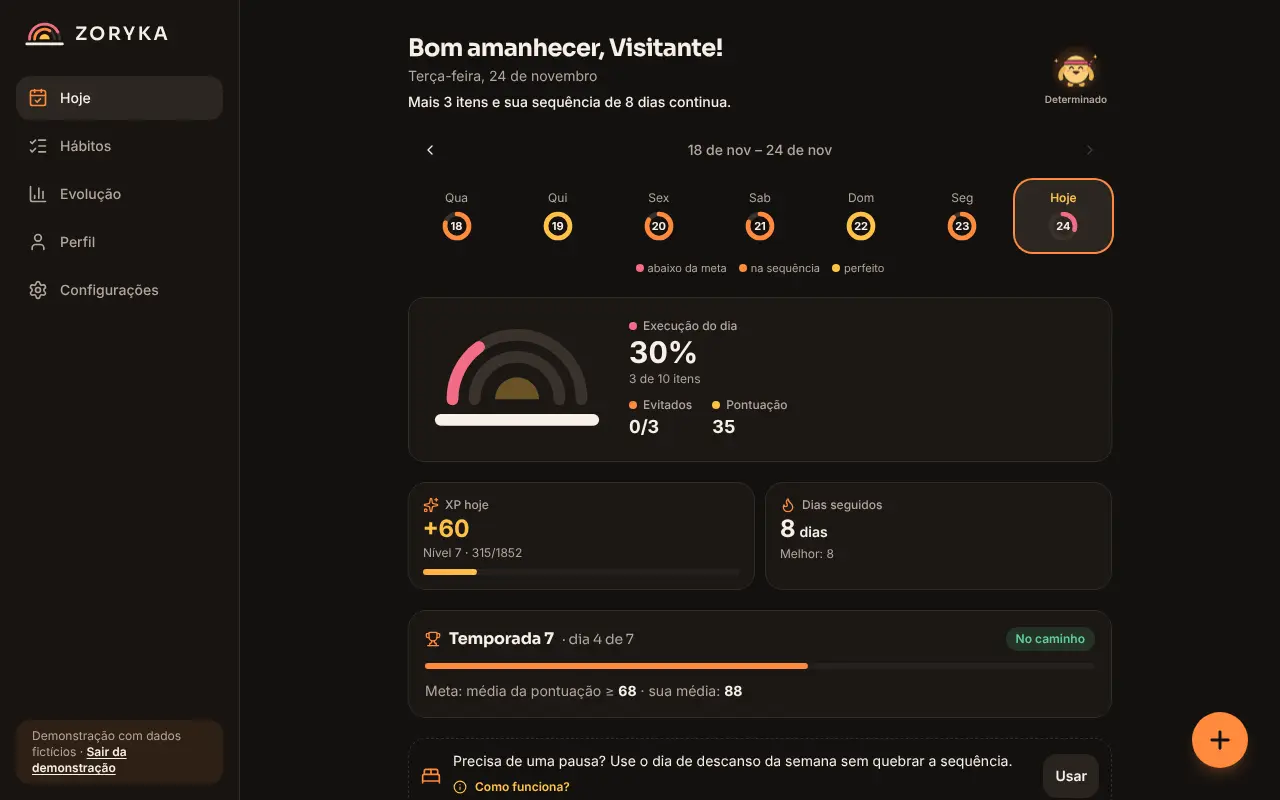 ZORYKA
Hoje
Hábitos
Evolução
Perfil
Configurações
Demonstração com dados
fictícios · Sair da
demonstração
Bom amanhecer, Visitante!
Terça-feira, 24 de novembro
Mais 3 itens e sua sequência de 8 dias continua.
Determinado
18 de nov – 24 de nov
Qua Qui Sex Sab Dom Seg Hoje
18 19 20 21 22 23 24
abaixo da meta na sequência perfeito
Execução do dia
30%
3 de 10 itens
Evitados Pontuação
0/3 35
XP hoje
+60
Nível 7 · 315/1852
Dias seguidos
8 dias
Melhor: 8
Temporada 7 · dia 4 de 7
No caminho
Meta: média da pontuação ≥ 68 · sua média: 88
Precisa de uma pausa? Use o dia de descanso da semana sem quebrar a sequência.
Como funciona?
Usar